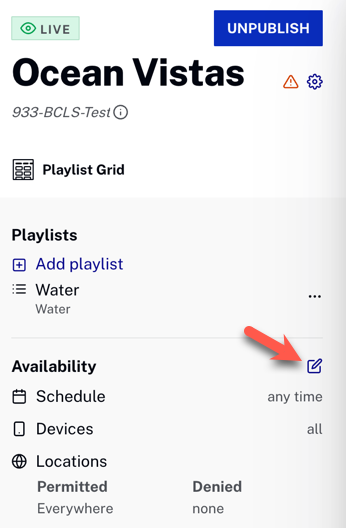 LIVE
UNPUBLISH
Ocean Vistas
933-BCLS-Test
Playlist Grid
Playlists
Add playlist
Water
Water
Availability
Schedule any time
Devices all
Locations
Permitted Denied
Everywhere none